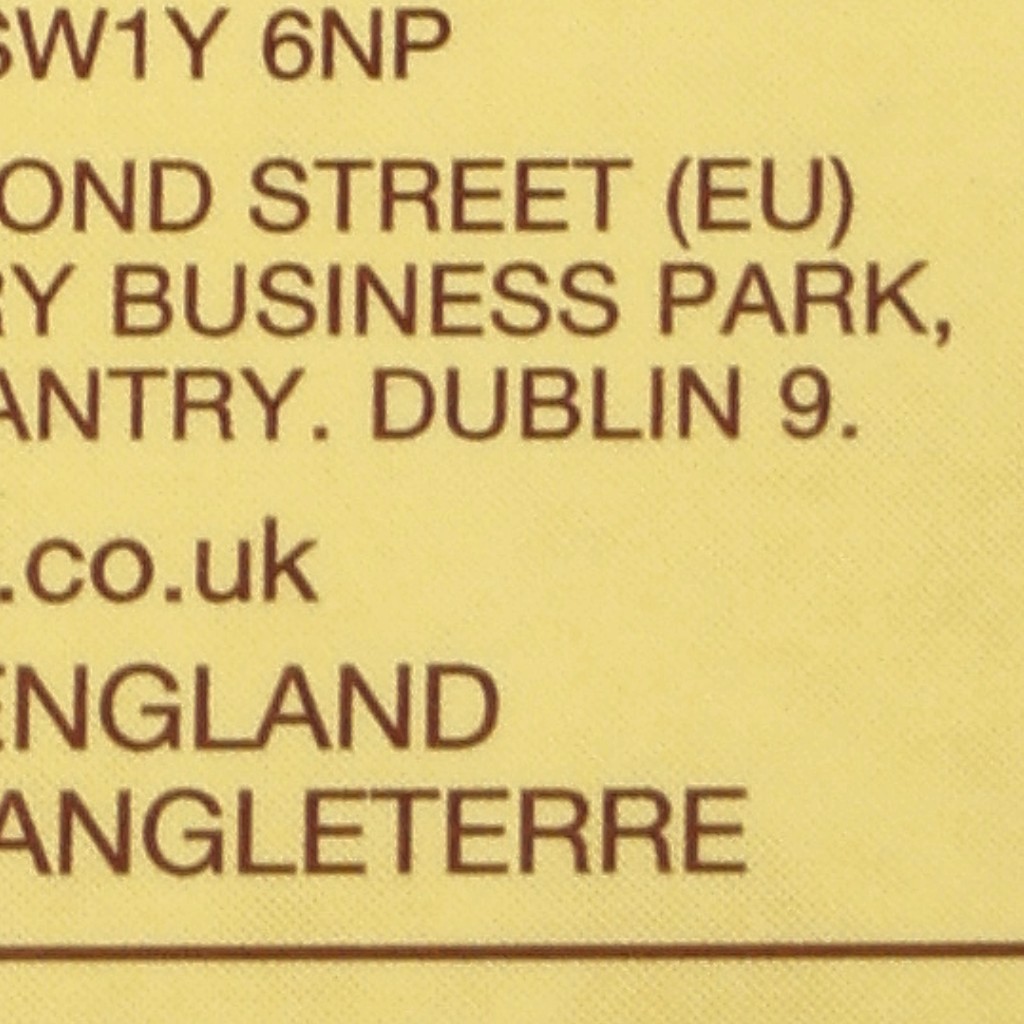 SW1Y 6NP
OND STREET (EU)
RY BUSINESS PARK,
ANTRY. DUBLIN 9.
.co.uk
ENGLAND
ANGLETERRE